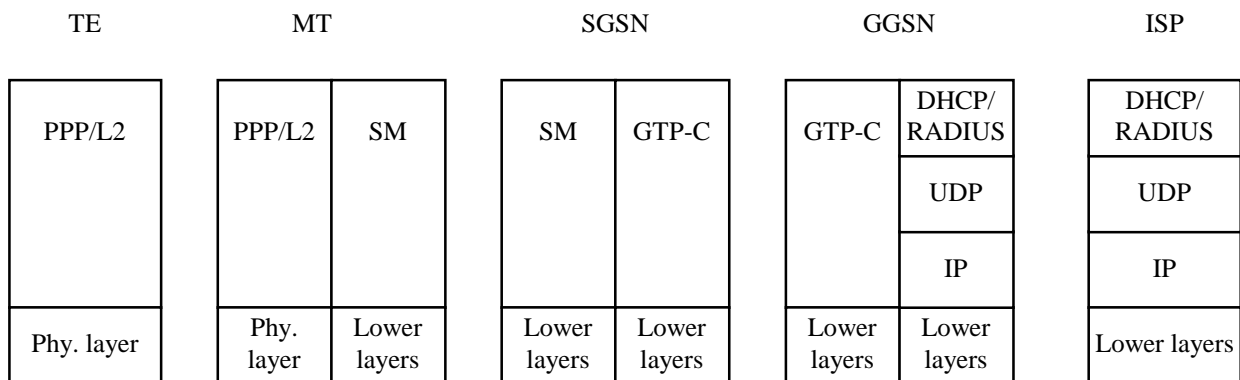 TE
MT
SGSN
GGSN
ISP
PPP/L2
Phy. layer
PPP/L2
SM
Phy.
layer
Lower
layers
SM
GTP-C
Lower
layers
Lower
layers
GTP-C
DHCP/
RADIUS
UDP
IP
Lower
layers
Lower
layers
DHCP/
RADIUS
UDP
IP
Lower layers